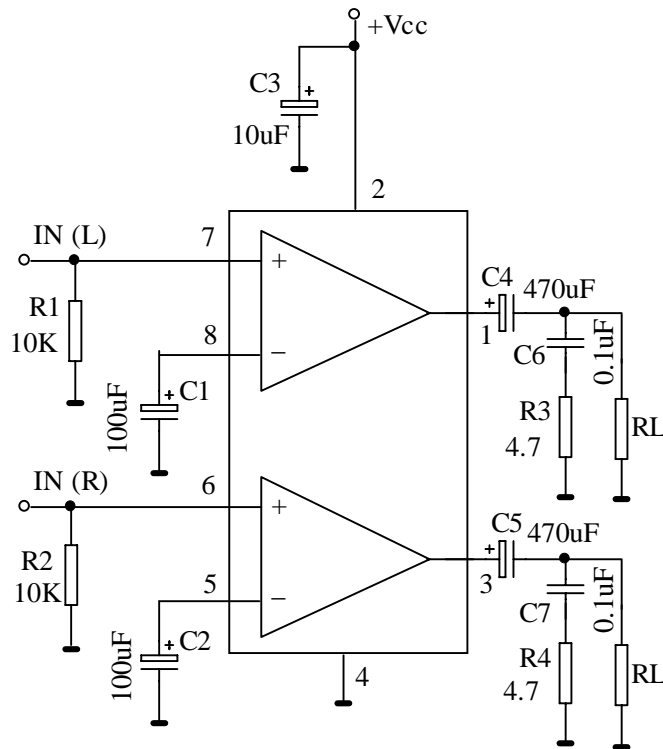 +Vcc
C3
+
10uF
2
IN (L)
7
+
R1
10K
8
−
+
C1
100uF
C4
+
470uF
1
C6
0.1uF
R3
4.7
RL
IN (R)
6
+
R2
10K
5
−
+
C2
100uF
C5
+
470uF
3
C7
0.1uF
R4
4.7
RL
4